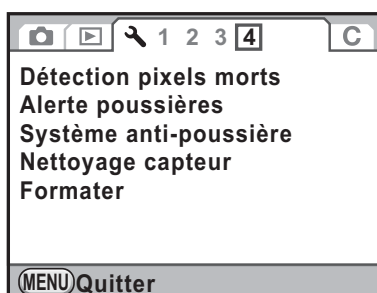 1 2 3 4 C
Détection pixels morts
Alerte poussières
Système anti-poussière
Nettoyage capteur
Formater
MENU Quitter